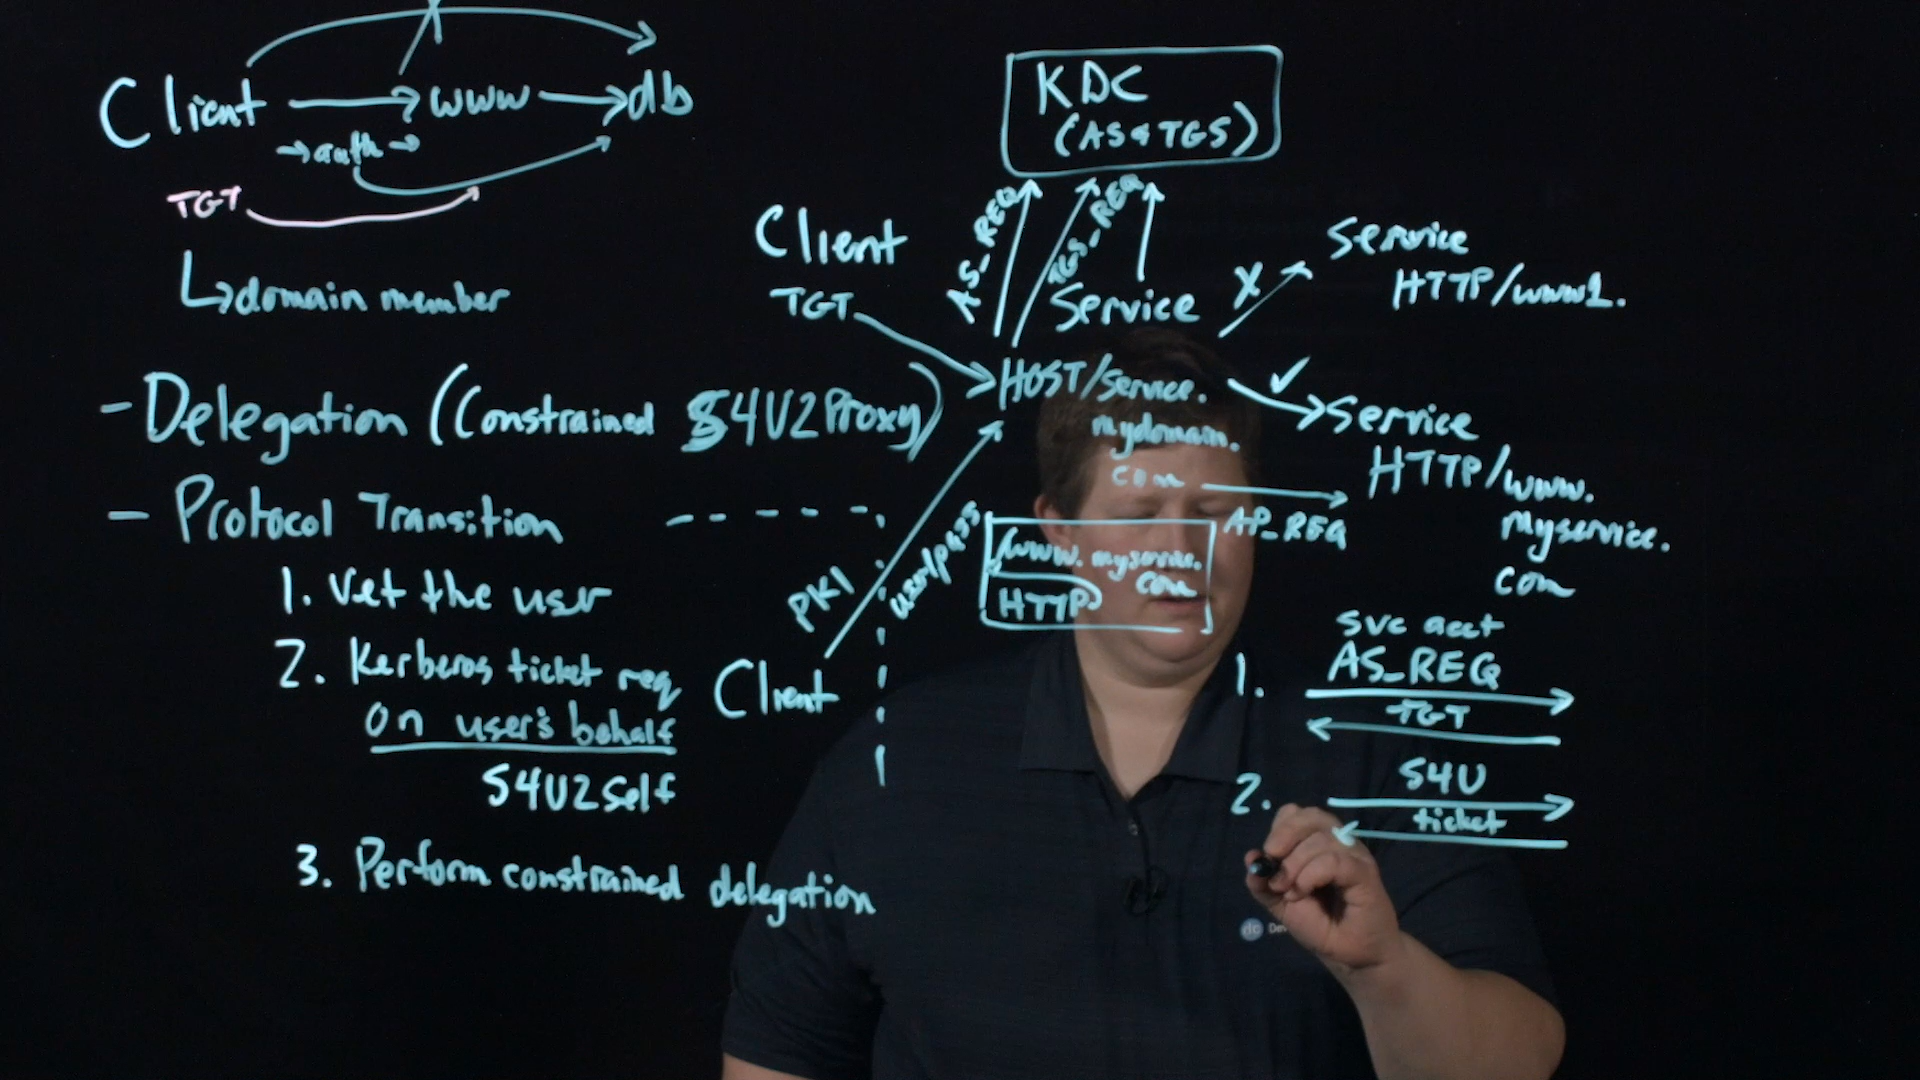 Client → www → db
→ auth →
TGT
↳ domain member
- Delegation (Constrained S4U2Proxy)
- Protocol Transition
1. Vet the usr
2. Kerberos ticket req
on user's behalf
S4U2Self
3. Perform constrained delegation
KDC
(AS & TGS)
AS_REQ
TGS_REQ
Client
TGT
Service
HOST/Service.
mydomain.
com
PKI
user/pass
Client
www. myservice.
com
HTTP
X
Service
HTTP/www1.
✓
Service
HTTP/www.
myservice.
com
AP_REQ
svc acct
1. AS_REQ
TGT
2. S4U
ticket
dc